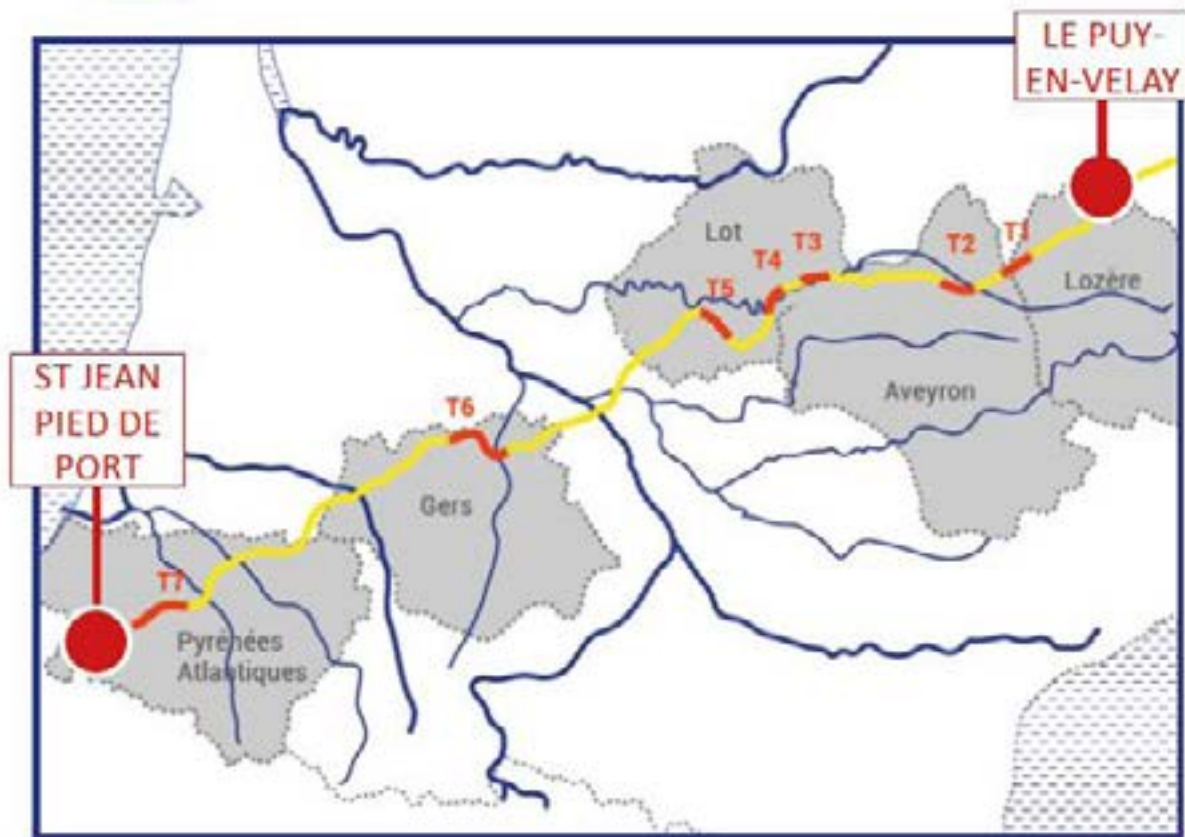 LE PUY-
EN-VELAY
Lot
T3
T2
T1
T4
T5
Lozère
ST JEAN
PIED DE
PORT
Aveyron
T6
Gers
T7
Pyrénées
Atlantiques